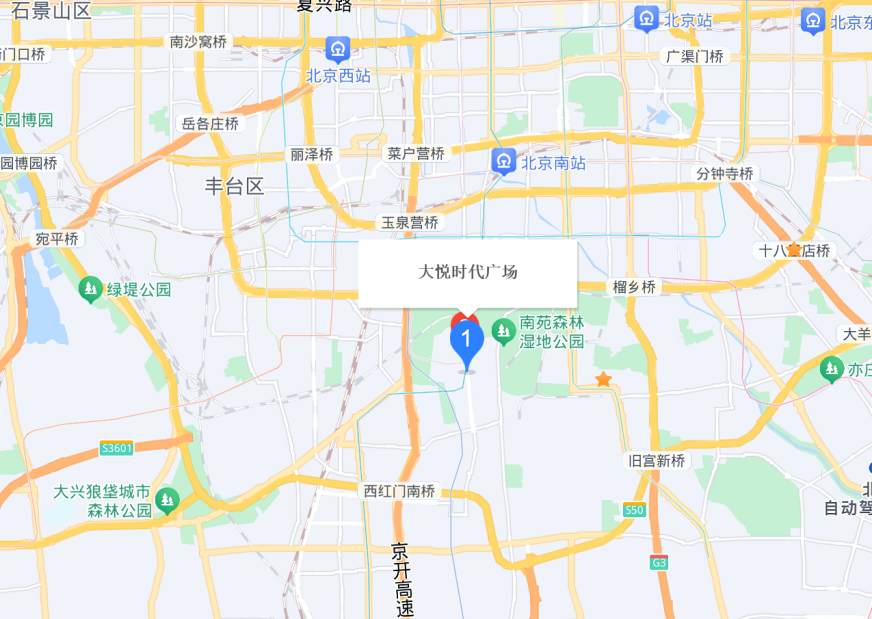 石景山区
复兴路
北京站
北京东
南沙窝桥
门口桥
北京西站
广渠门桥
京园博园
岳各庄桥
丽泽桥
菜户营桥
北京南站
园博园桥
分钟寺桥
丰台区
玉泉营桥
宛平桥
十八里店桥
大悦时代广场
绿堤公园
榴乡桥
南苑森林
湿地公园
1
大羊
亦庄
S3601
旧宫新桥
大兴狼垡城市
森林公园
西红门南桥
北
自动驾
S50
京开高速
G3